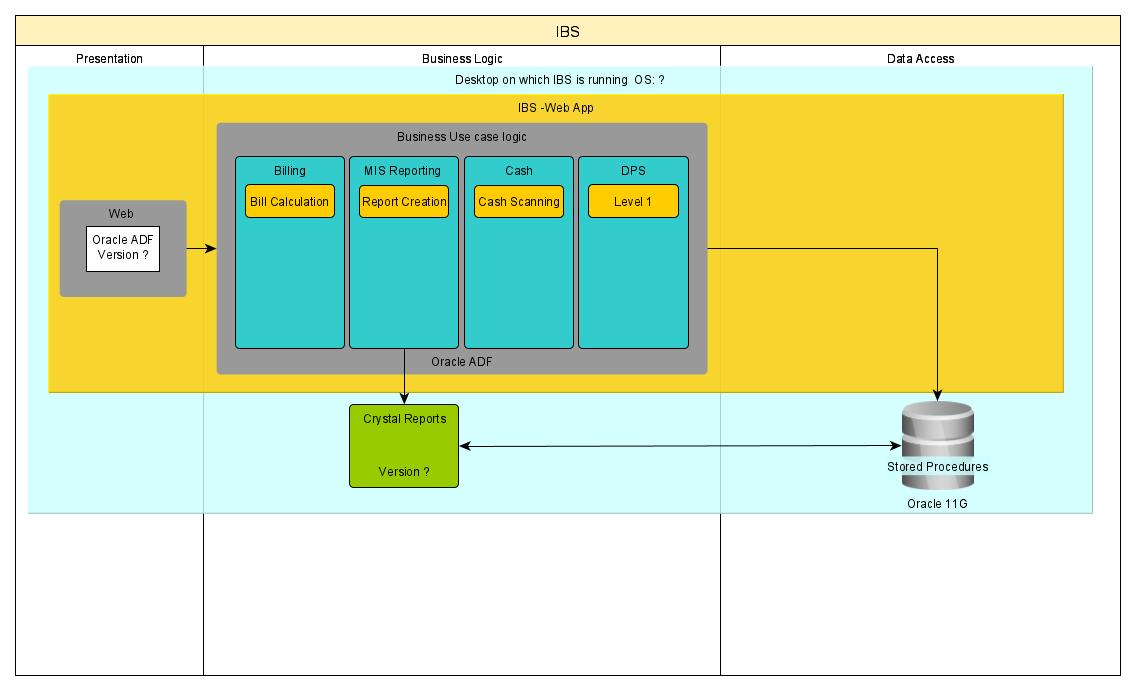 IBS
Presentation
Business Logic
Data Access
Desktop on which IBS is running  OS: ?
IBS -Web App
Business Use case logic
Billing
MIS Reporting
Cash
DPS
Bill Calculation
Report Creation
Cash Scanning
Level 1
Web
Oracle ADF
Version ?
Oracle ADF
Crystal Reports
Version ?
Stored Procedures
Oracle 11G